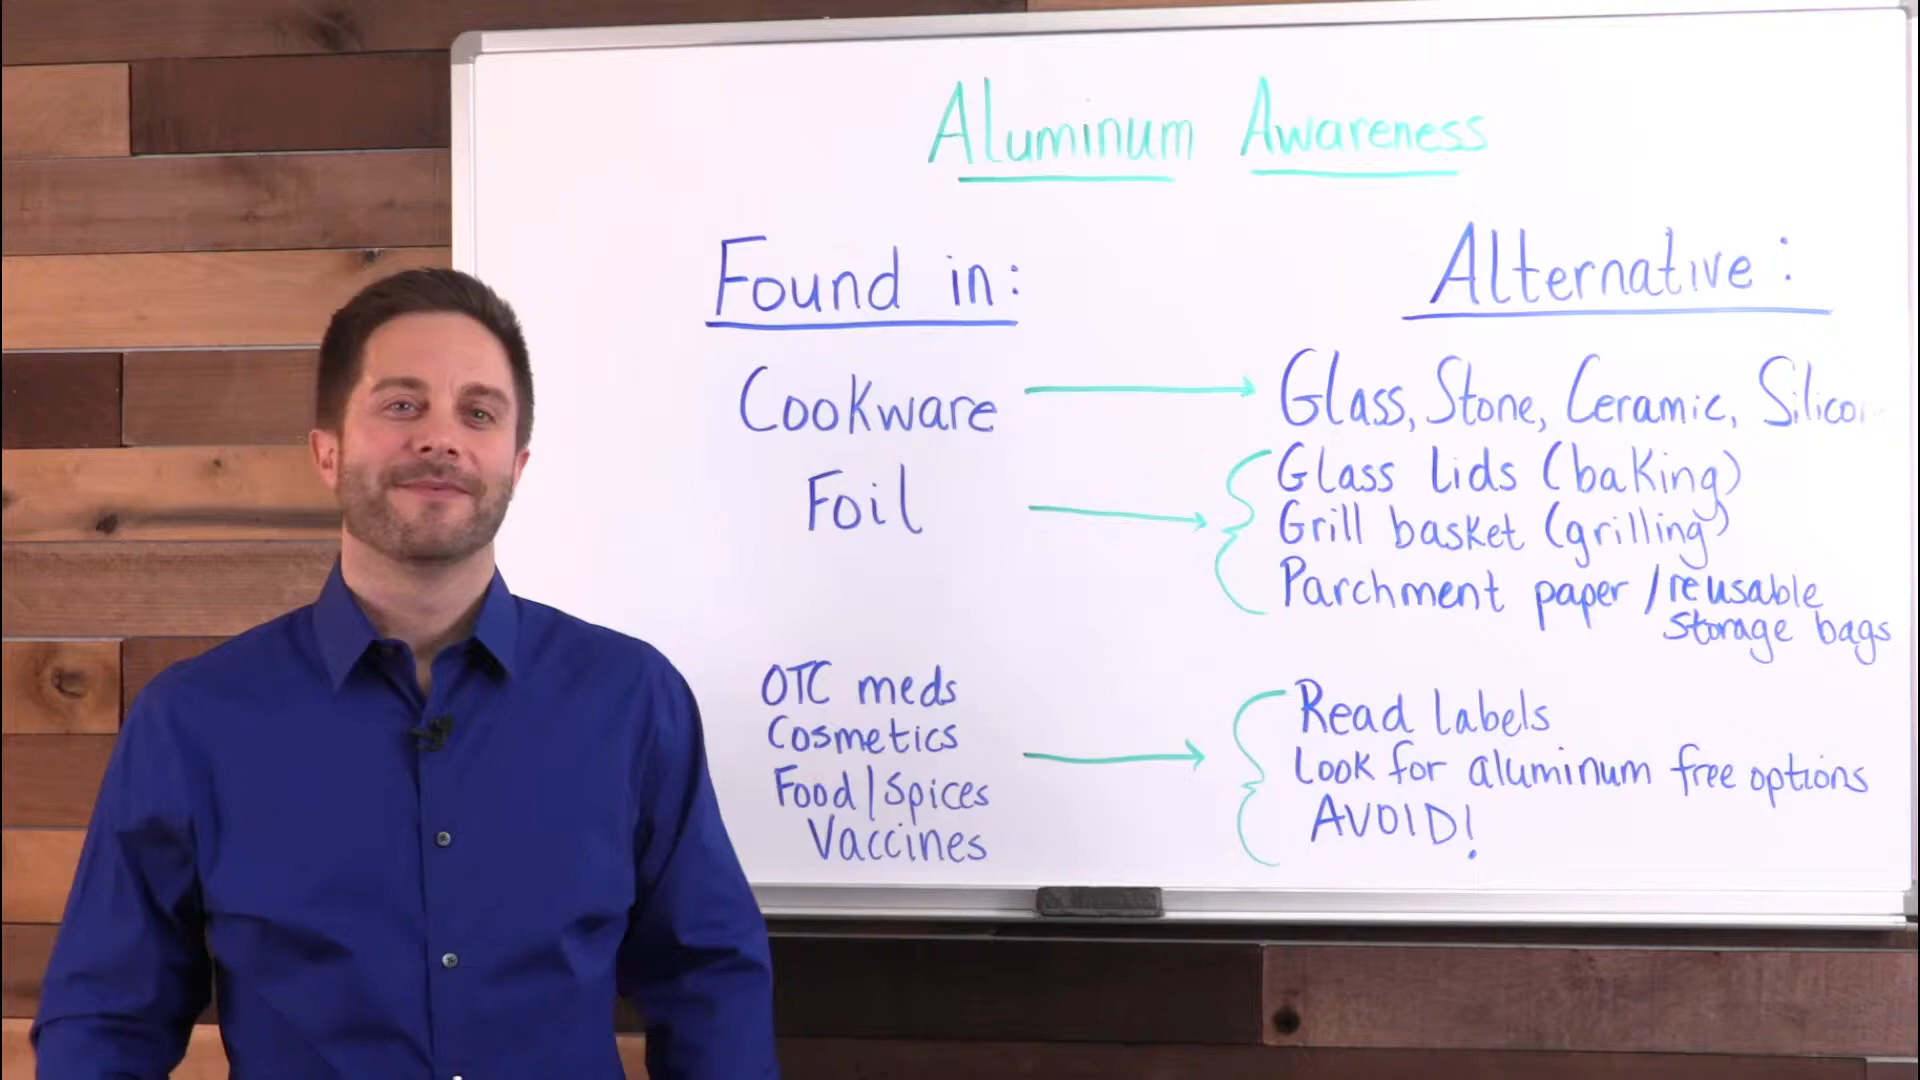 Aluminum Awareness
Found in:
Alternative:
Cookware
Glass, Stone, Ceramic,
Foil
Glass lids (baking)
Grill basket (grilling)
Parchment paper / reusable
storage bags
OTC meds
Cosmetics
Food/Spices
Vaccines
Read labels
Look for aluminum free options
AVOID!